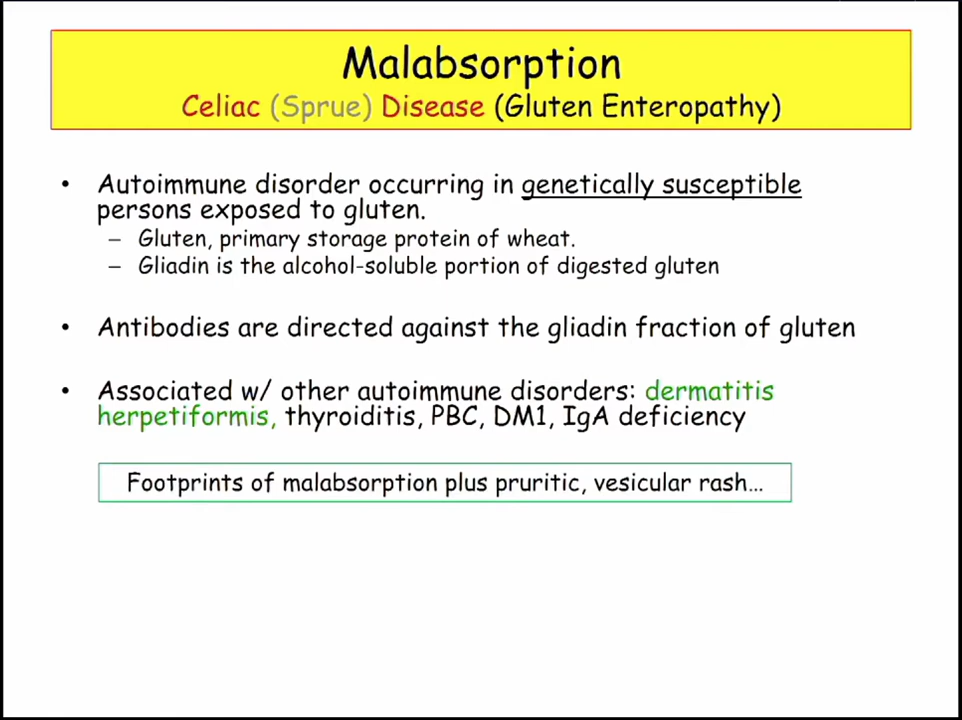 Malabsorption
Celiac (Sprue) Disease (Gluten Enteropathy)
• Autoimmune disorder occurring in genetically susceptible
persons exposed to gluten.
– Gluten, primary storage protein of wheat.
– Gliadin is the alcohol-soluble portion of digested gluten
• Antibodies are directed against the gliadin fraction of gluten
• Associated w/ other autoimmune disorders: dermatitis
herpetiformis, thyroiditis, PBC, DM1, IgA deficiency
Footprints of malabsorption plus pruritic, vesicular rash...